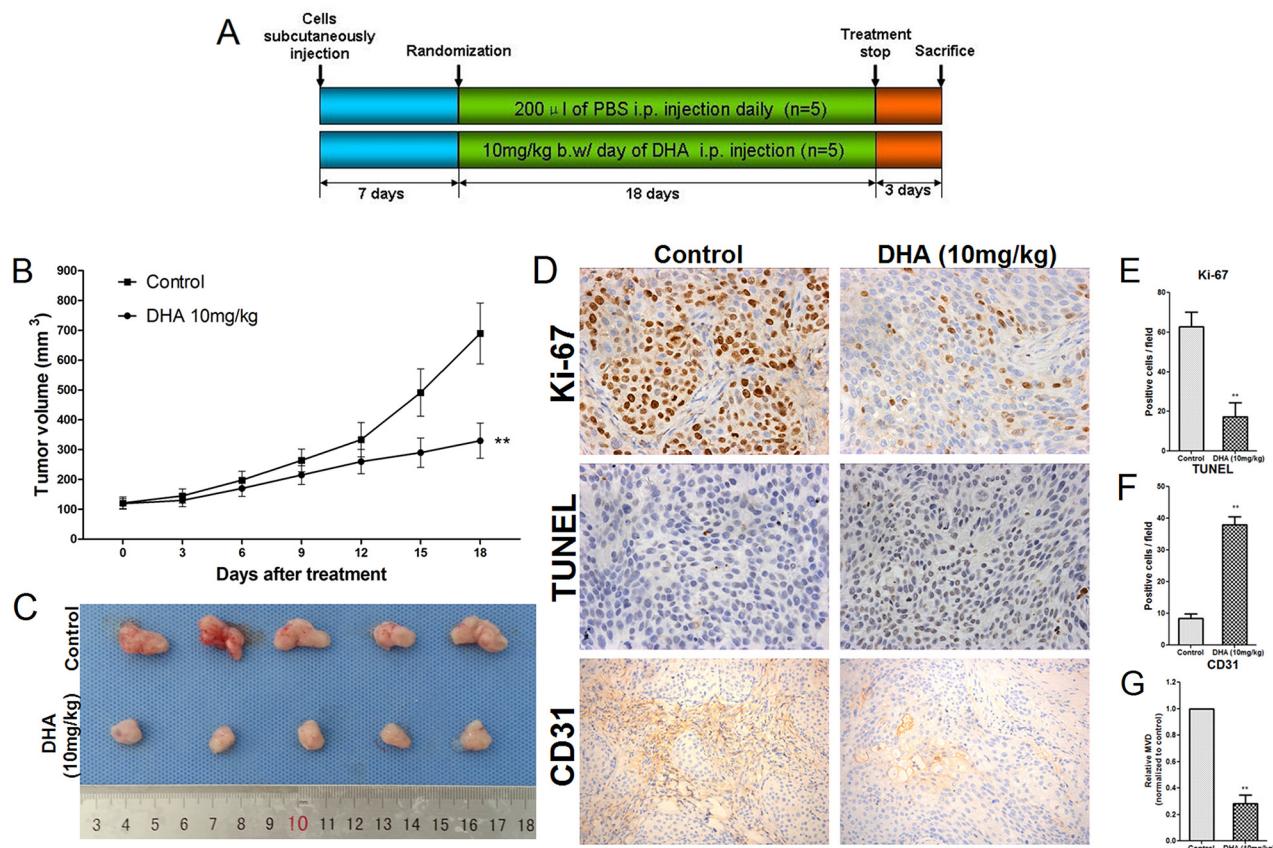 A
Cells
subcutaneously
injection
Randomization
Treatment
stop
Sacrifice
200 μl of PBS i.p. injection daily (n=5)
10mg/kg b.w/ day of DHA i.p. injection (n=5)
7 days
18 days
3 days
B
Tumor volume (mm³)
900
800
700
600
500
400
300
200
100
0
Control
DHA 10mg/kg
**
0 3 6 9 12 15 18
Days after treatment
C
Control
DHA
(10mg/kg)
3 4 5 6 7 8 9 10 11 12 13 14 15 16 17 18
D
Control DHA (10mg/kg)
Ki-67
TUNEL
CD31
E
Ki-67
Positive cells / field
80
60
40
20
0
**
Control DHA (10mg/kg)
F
TUNEL
Positive cells / field
50
40
30
20
10
0
**
Control DHA (10mg/kg)
G
CD31
Relative MVD
(normalized to control)
1.2
1.0
0.8
0.6
0.4
0.2
0.0
**
Control DHA (10mg/kg)